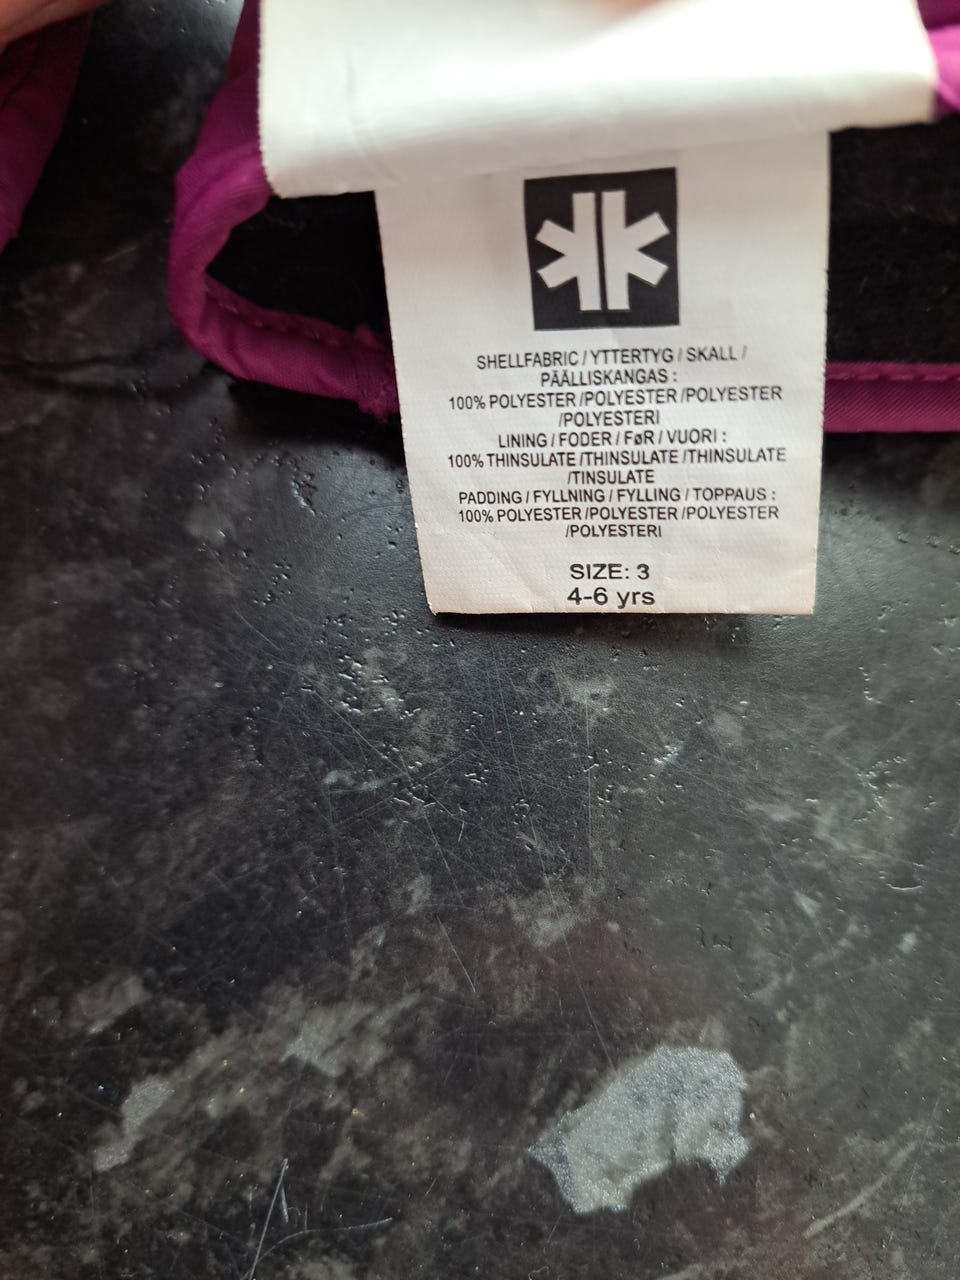 SHELLFABRIC / YTTERTYG / SKALL /
PÄÄLLISKANGAS :
100% POLYESTER /POLYESTER /POLYESTER
/POLYESTERI
LINING / FODER / FøR / VUORI :
100% THINSULATE /THINSULATE /THINSULATE
/TINSULATE
PADDING / FYLLNING / FYLLING / TOPPAUS :
100% POLYESTER /POLYESTER /POLYESTER
/POLYESTERI
SIZE: 3
4-6 yrs